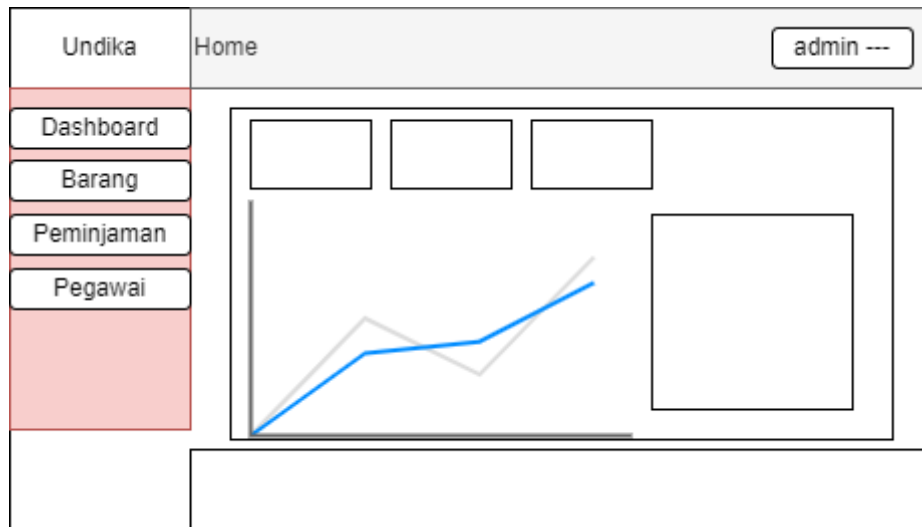 Undika
Home
admin ---
Dashboard
Barang
Peminjaman
Pegawai